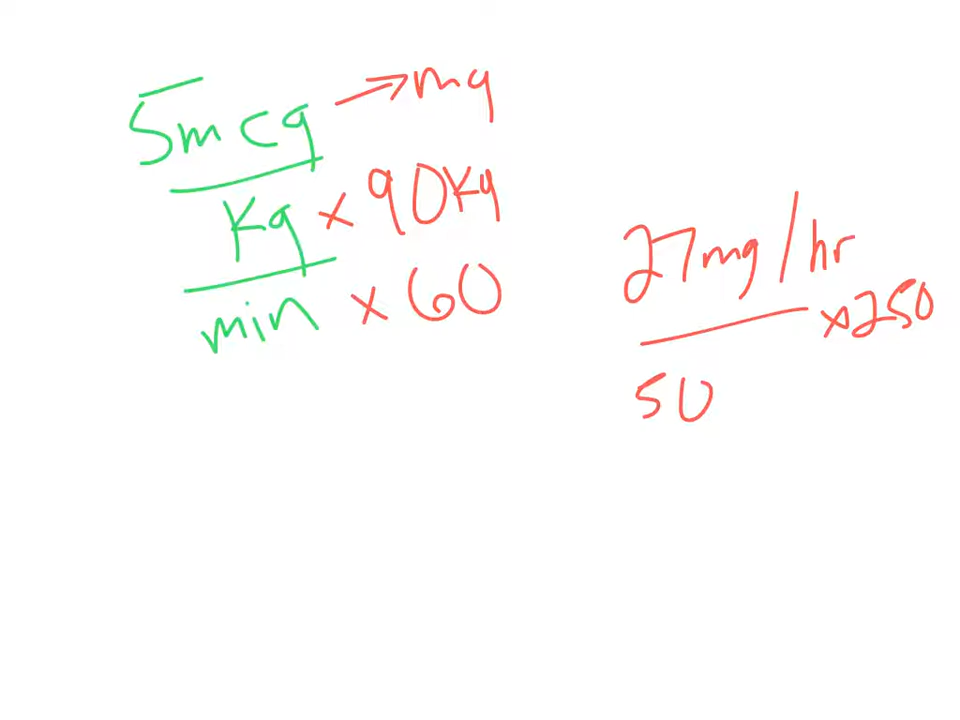 5mcg → mg
Kg × 90Kg
min × 60
27mg/hr
×250
50